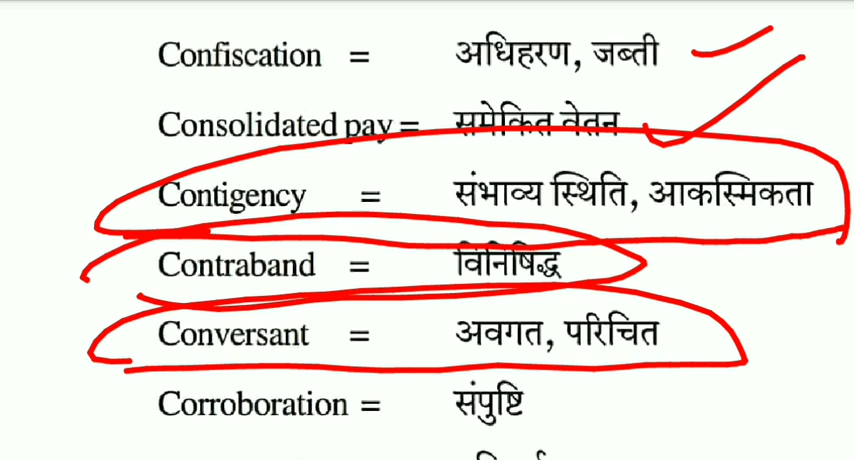 Confiscation = अधिहरण, जब्ती
Consolidated pay = समेकित वेतन
Contigency = संभाव्य स्थिति, आकस्मिकता
Contraband = विनिषिद्ध
Conversant = अवगत, परिचित
Corroboration = संपुष्टि